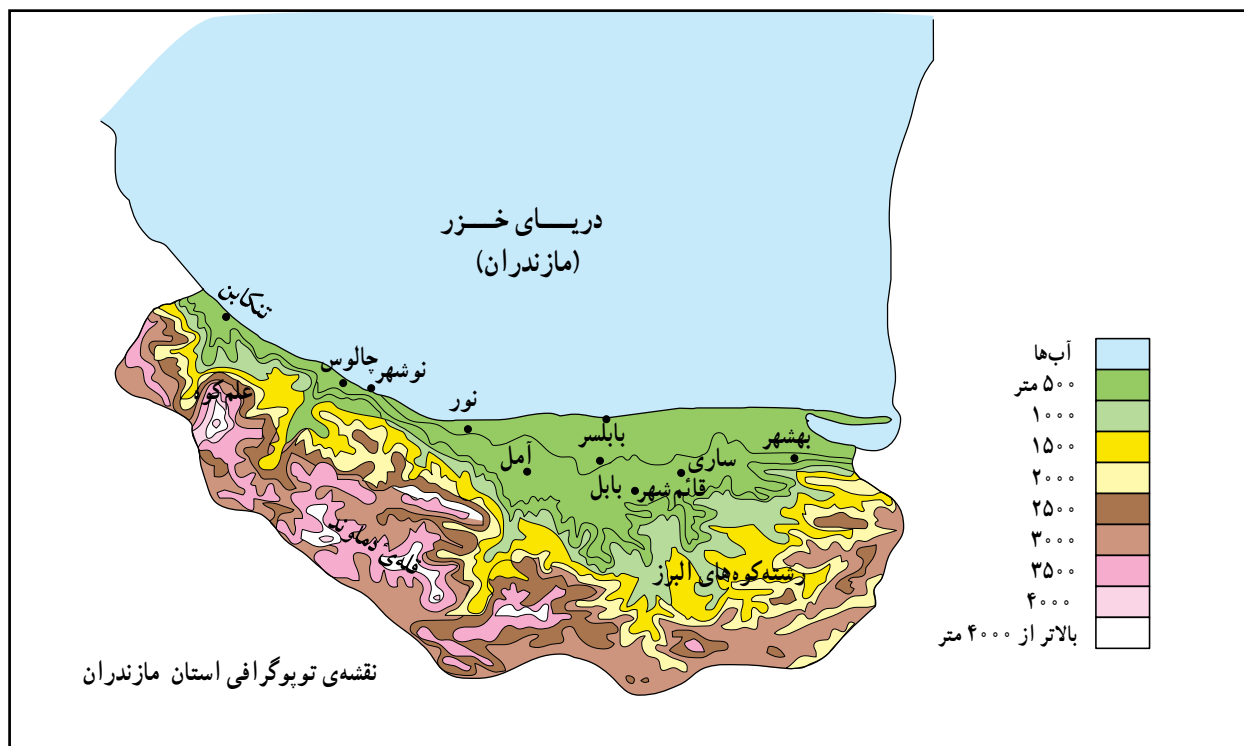 دریای خزر
(مازندران)
تنکابن
چالوس
نوشهر
علم‌کوه
نور
بابلسر
آمل
بابل
ساری
قائم‌شهر
بهشهر
قله‌ی دماوند
رشته‌کوه‌های البرز
آب‌ها
۵۰۰ متر
۱۰۰۰
۱۵۰۰
۲۰۰۰
۲۵۰۰
۳۰۰۰
۳۵۰۰
۴۰۰۰
بالاتر از ۴۰۰۰ متر
نقشه‌ی توپوگرافی استان مازندران